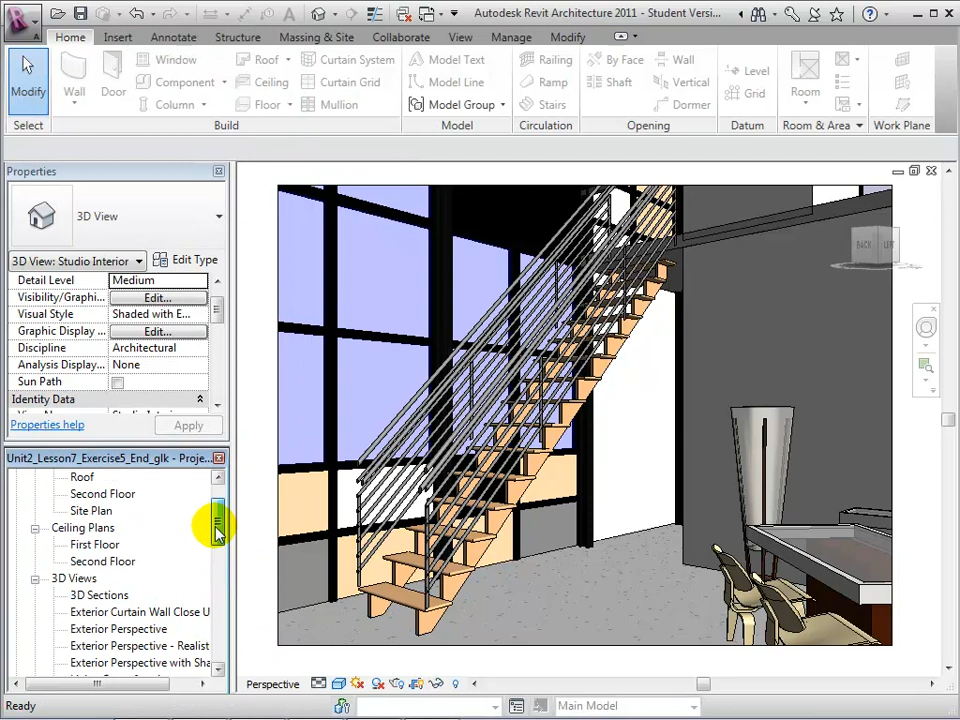 Autodesk Revit Architecture 2011 - Student Versi...
Home Insert Annotate Structure Massing & Site Collaborate View Manage Modify
Modify
Wall
Door
Window
Component
Column
Roof
Ceiling
Floor
Curtain System
Curtain Grid
Mullion
Model Text
Model Line
Model Group
Railing
Ramp
Stairs
By Face
Shaft
Wall
Vertical
Dormer
Level
Grid
Room
Select Build Model Circulation Opening Datum Room & Area Work Plane
Properties
3D View
3D View: Studio Interior
Edit Type
Detail Level Medium
Visibility/Graphi... Edit...
Visual Style Shaded with E...
Graphic Display ... Edit...
Discipline Architectural
Analysis Display... None
Sun Path
Identity Data
Properties help
Apply
Unit2_Lesson7_Exercise5_End_glk - Proje...
Roof
Second Floor
Site Plan
Ceiling Plans
First Floor
Second Floor
3D Views
3D Sections
Exterior Curtain Wall Close U
Exterior Perspective
Exterior Perspective - Realist
Exterior Perspective with Sha
BACK
LEFT
Perspective
Ready
Main Model